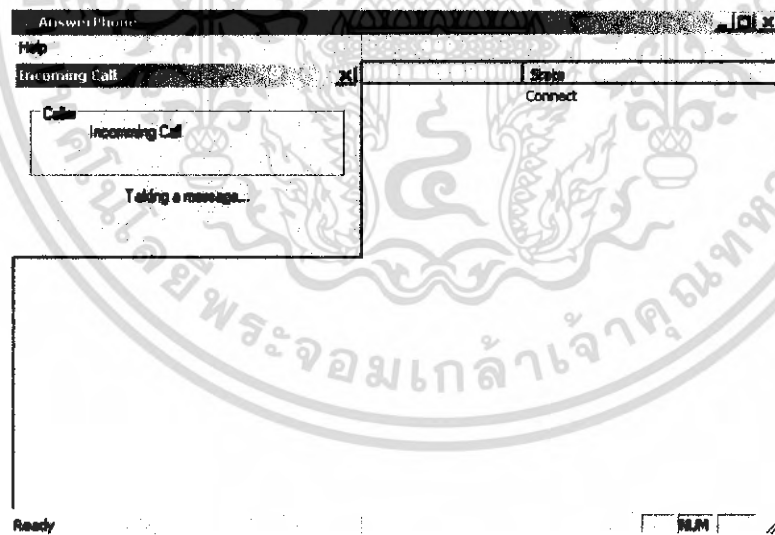 AnswerPhone
Help
Incoming Call
State
Connect
Caller
Incomming Call
Taking a message...
พระจอมเกล้าเจ้าคุณทหาร
Ready
NUM